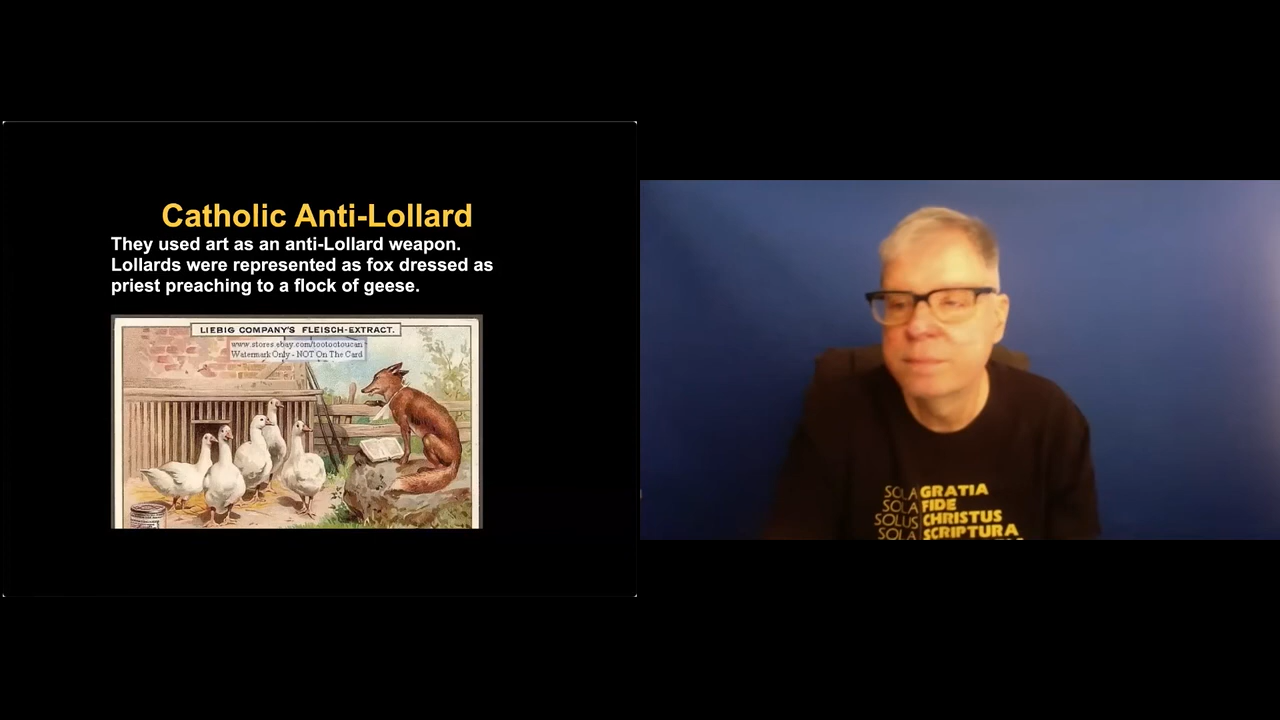 Catholic Anti-Lollard
They used art as an anti-Lollard weapon.
Lollards were represented as fox dressed as
priest preaching to a flock of geese.
LIEBIG COMPANY'S FLEISCH-EXTRACT.
www.stores.ebay.com/tootoctoucan
Watermark Only - NOT On The Card
SOLA GRATIA
SOLA FIDE
SOLUS CHRISTUS
SOLA SCRIPTURA